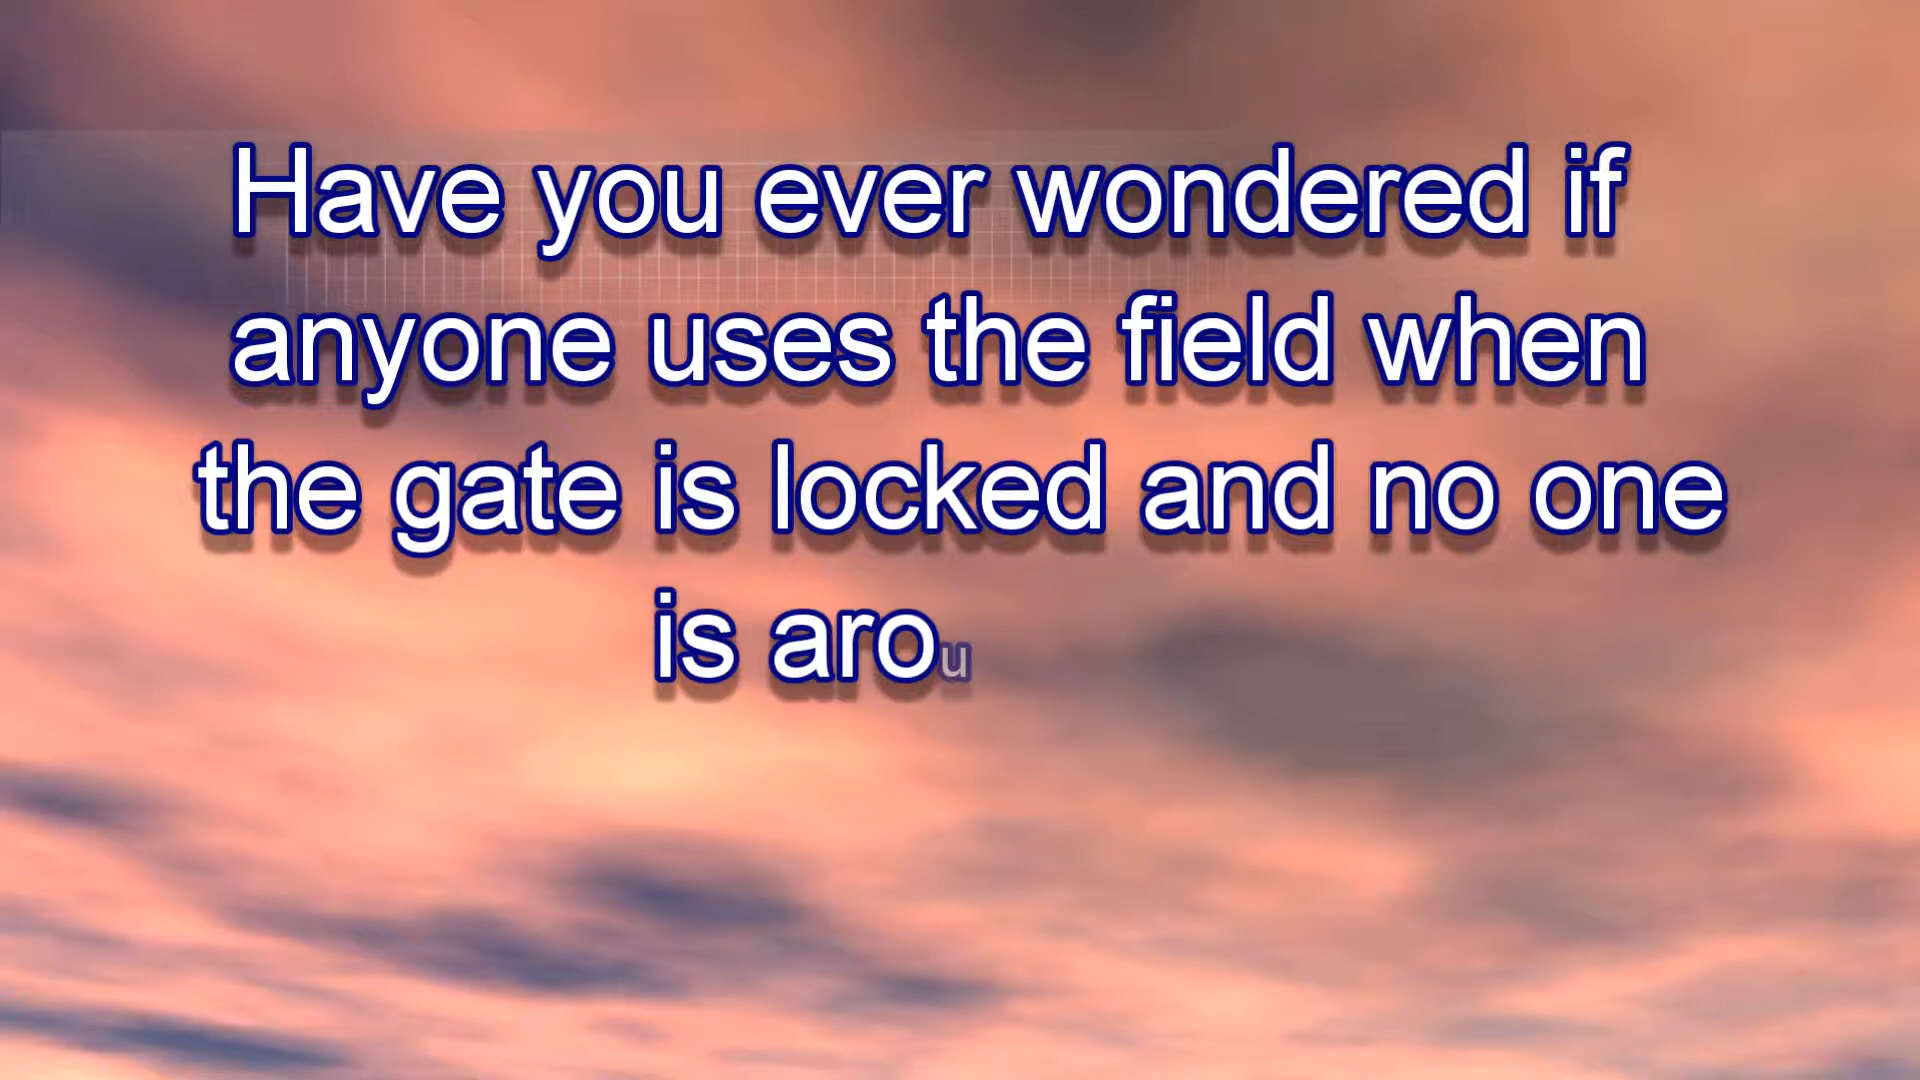 Have you ever wondered if
anyone uses the field when
the gate is locked and no one
is arou